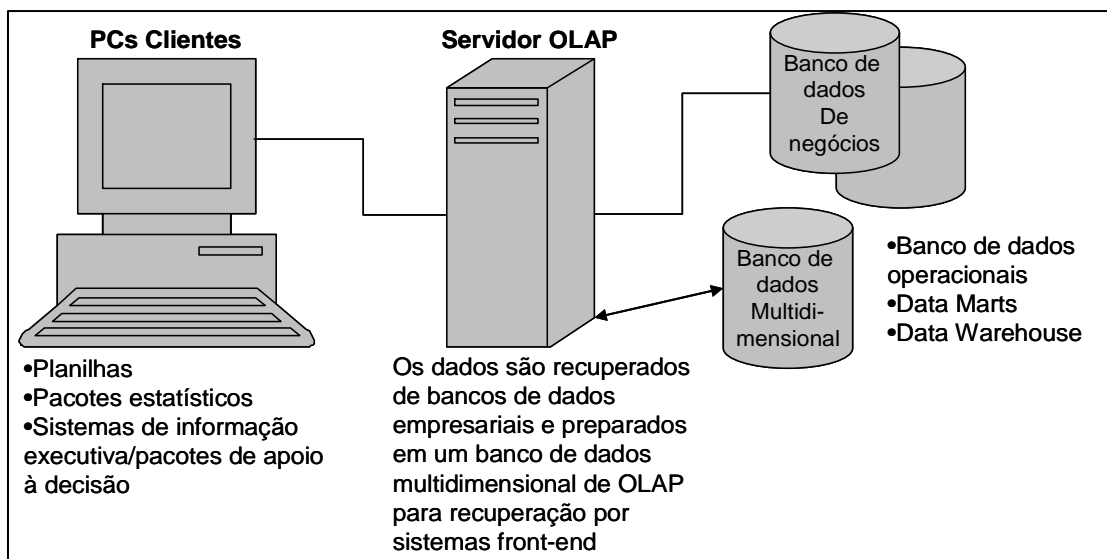 PCs Clientes
Servidor OLAP
Banco de
dados
De
negócios
Banco de
dados
Multidi-
mensional
•Banco de dados
operacionais
•Data Marts
•Data Warehouse
•Planilhas
•Pacotes estatísticos
•Sistemas de informação
executiva/pacotes de apoio
à decisão
Os dados são recuperados
de bancos de dados
empresariais e preparados
em um banco de dados
multidimensional de OLAP
para recuperação por
sistemas front-end